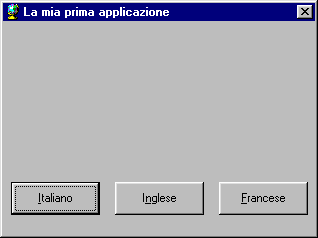 La mia prima applicazione
Italiano Inglese Francese